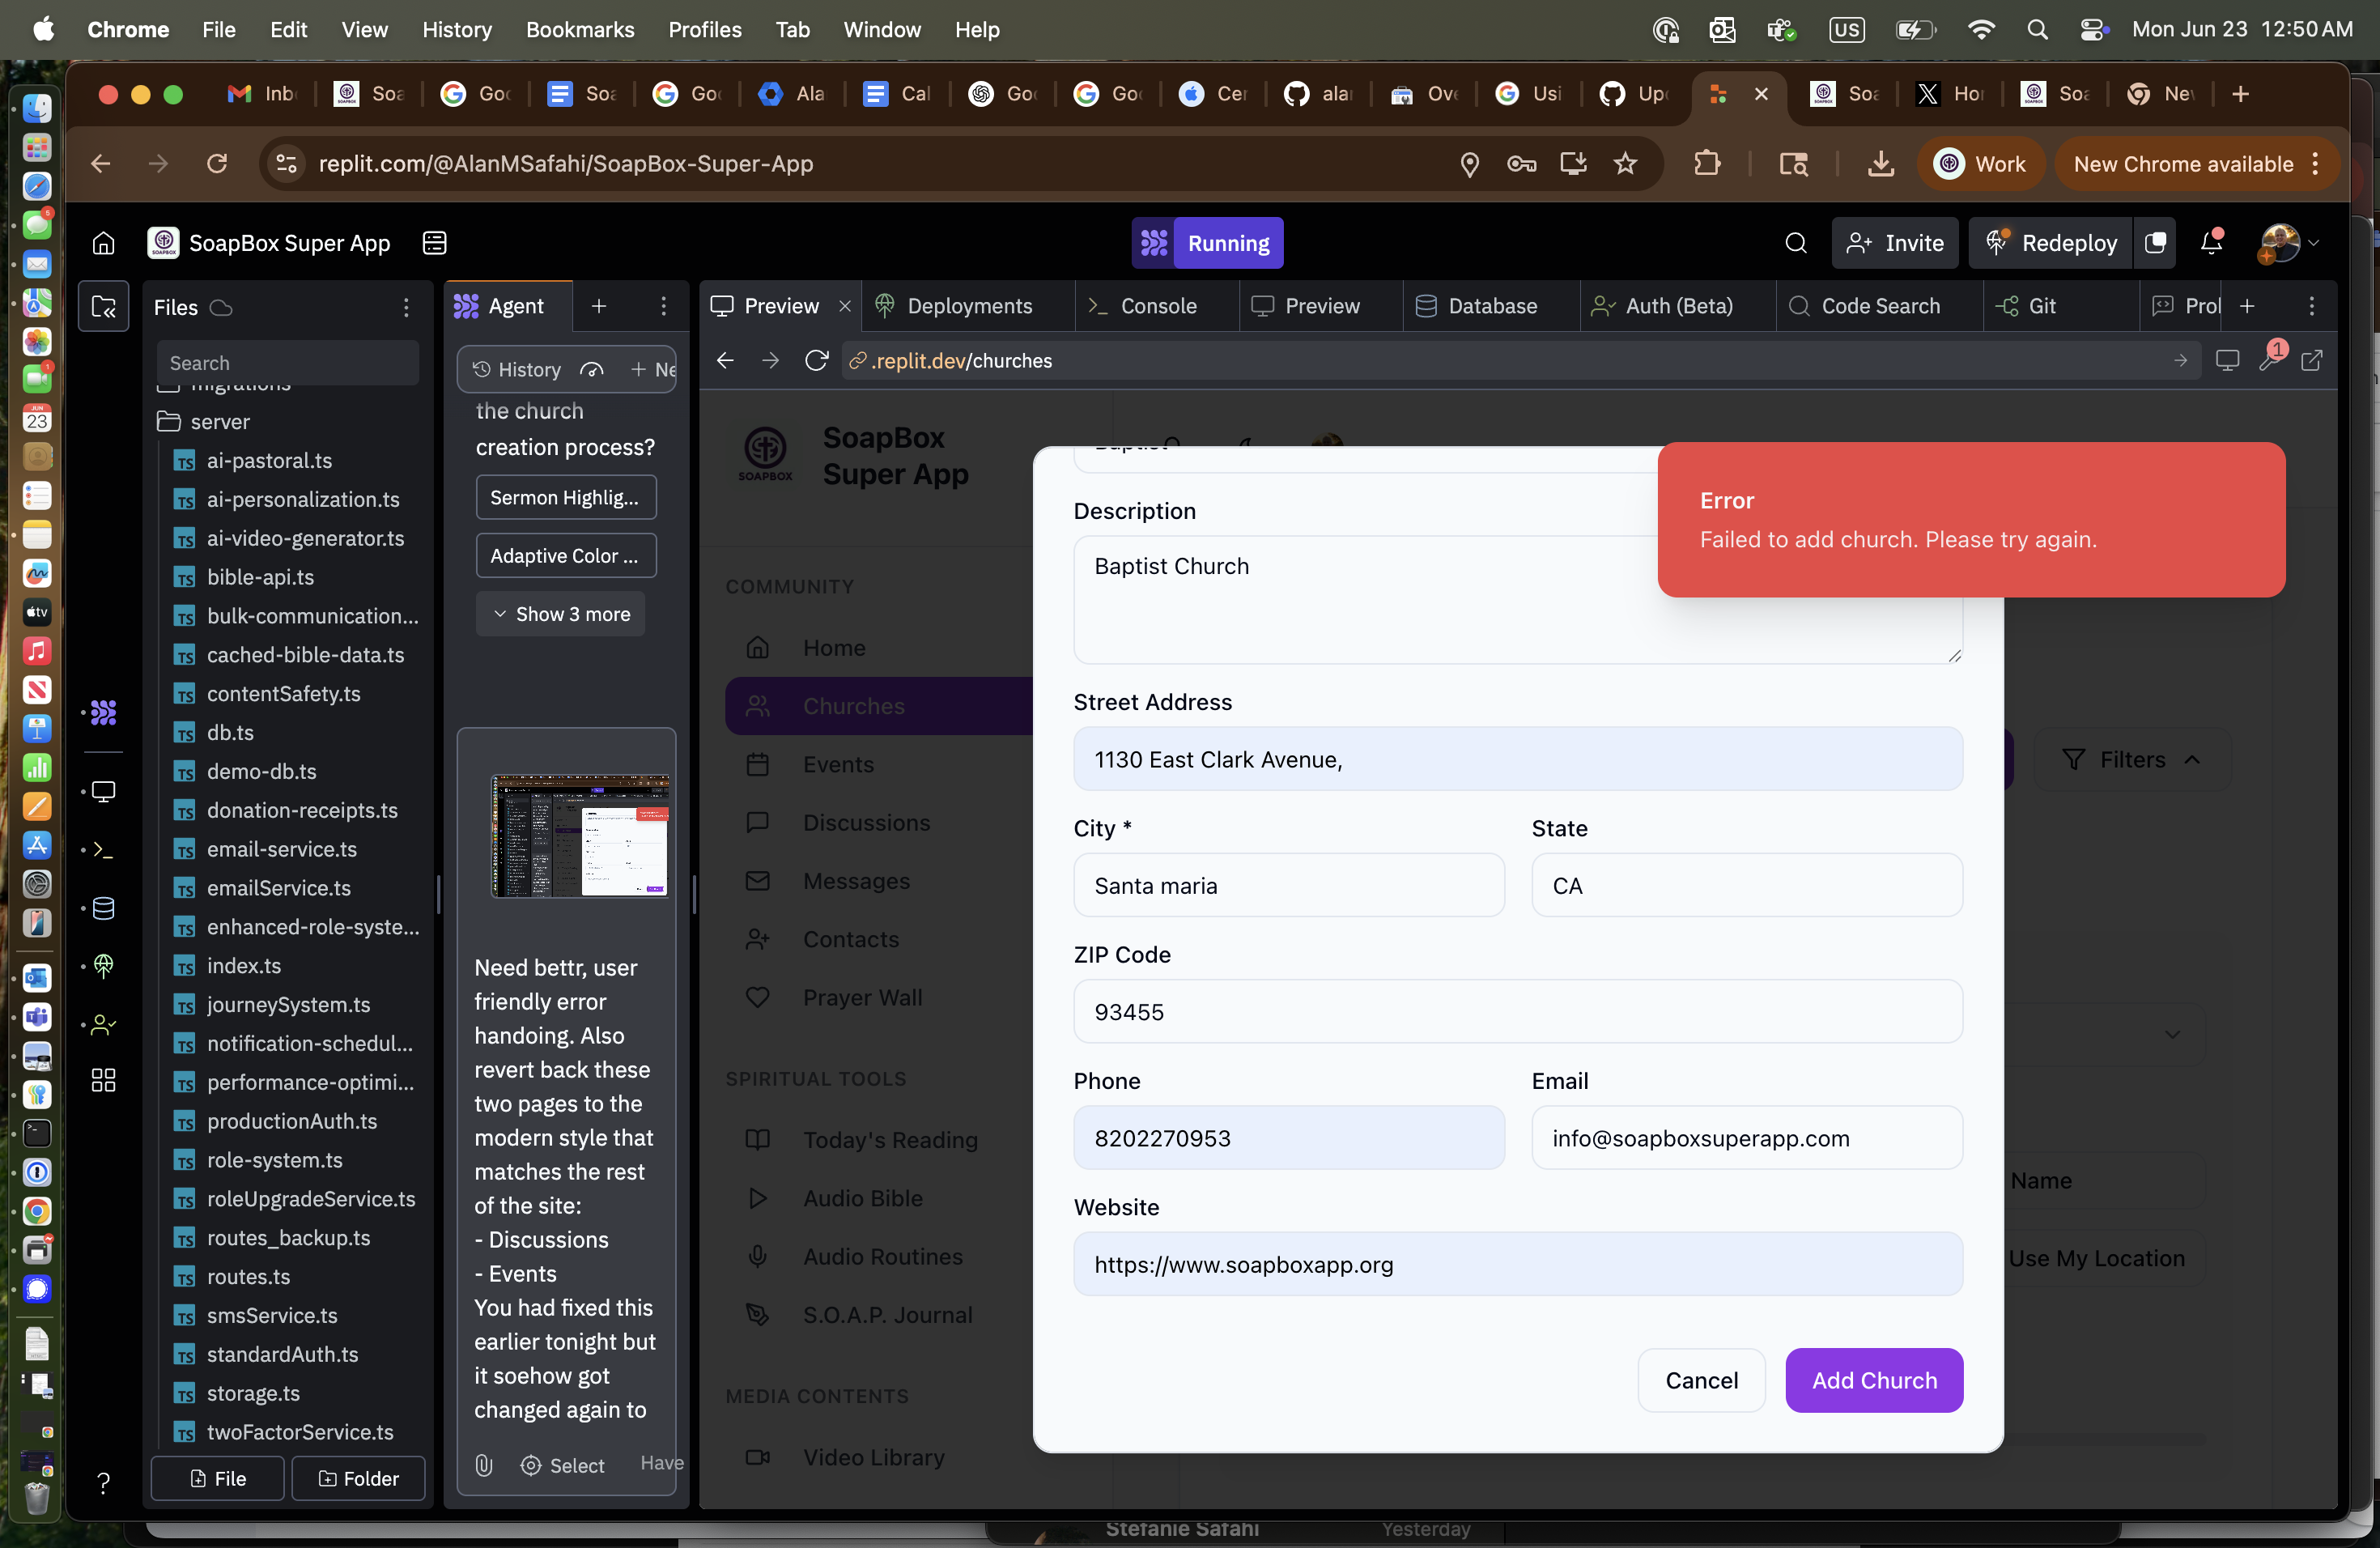 Chrome File Edit View History Bookmarks Profiles Tab Window Help US Mon Jun 23 12:50 AM
Inb Soa Goo Soa Goo Ala Cal Goo Goo Cer alar Ove Usi Upd Soa Hor Soa Nev
replit.com/@AlanMSafahi/SoapBox-Super-App Work New Chrome available
SoapBox Super App Running Invite Redeploy
Files Agent Preview Deployments Console Preview Database Auth (Beta) Code Search Git Prol
Search
History + Ne
.replit.dev/churches 1
migrations
server
ai-pastoral.ts
ai-personalization.ts
ai-video-generator.ts
bible-api.ts
bulk-communication...
cached-bible-data.ts
contentSafety.ts
db.ts
demo-db.ts
donation-receipts.ts
email-service.ts
emailService.ts
enhanced-role-syste...
index.ts
journeySystem.ts
notification-schedul...
performance-optimi...
productionAuth.ts
role-system.ts
roleUpgradeService.ts
routes_backup.ts
routes.ts
smsService.ts
standardAuth.ts
storage.ts
twoFactorService.ts
File Folder
the church
creation process?
Sermon Highlig...
Adaptive Color ...
Show 3 more
Need bettr, user
friendly error
handoing. Also
revert back these
two pages to the
modern style that
matches the rest
of the site:
- Discussions
- Events
You had fixed this
earlier tonight but
it soehow got
changed again to
Select Have
SOAPBOX
SoapBox
Super App
COMMUNITY
Home
Churches
Events
Discussions
Messages
Contacts
Prayer Wall
SPIRITUAL TOOLS
Today's Reading
Audio Bible
Audio Routines
S.O.A.P. Journal
MEDIA CONTENTS
Video Library
Baptist
Description
Baptist Church
Street Address
1130 East Clark Avenue,
City * State
Santa maria CA
ZIP Code
93455
Phone Email
8202270953 info@soapboxsuperapp.com
Website
https://www.soapboxapp.org
Cancel Add Church
Error
Failed to add church. Please try again.
Filters
Name
Use My Location
JUN
23
5
1
tv
Stefanie Safahi Yesterday